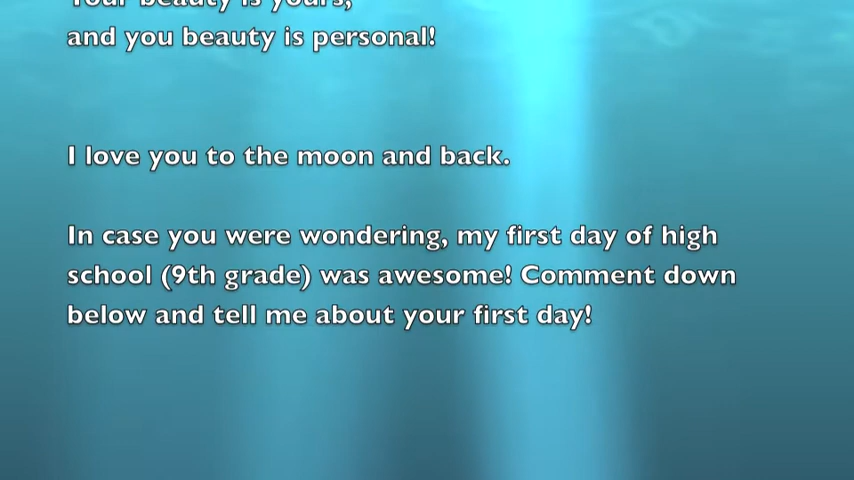 Your beauty is yours,
and you beauty is personal!
I love you to the moon and back.
In case you were wondering, my first day of high
school (9th grade) was awesome! Comment down
below and tell me about your first day!